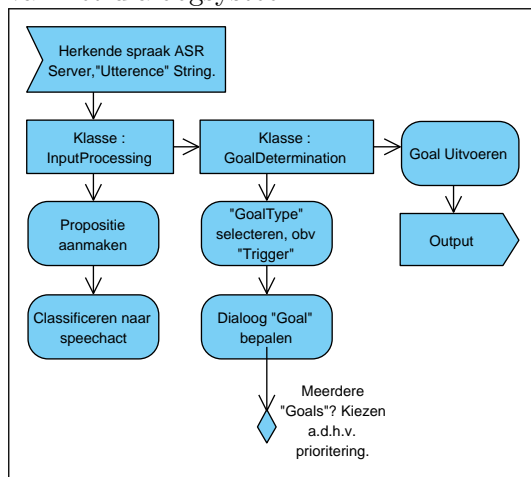 Herkende spraak ASR
Server,"Utterence" String.
Klasse :
InputProcessing
Klasse :
GoalDetermination
Goal Uitvoeren
Propositie
aanmaken
"GoalType"
selecteren, obv
"Trigger"
Output
Classificeren naar
speechact
Dialoog "Goal"
bepalen
Meerdere
"Goals"? Kiezen
a.d.h.v.
prioritering.